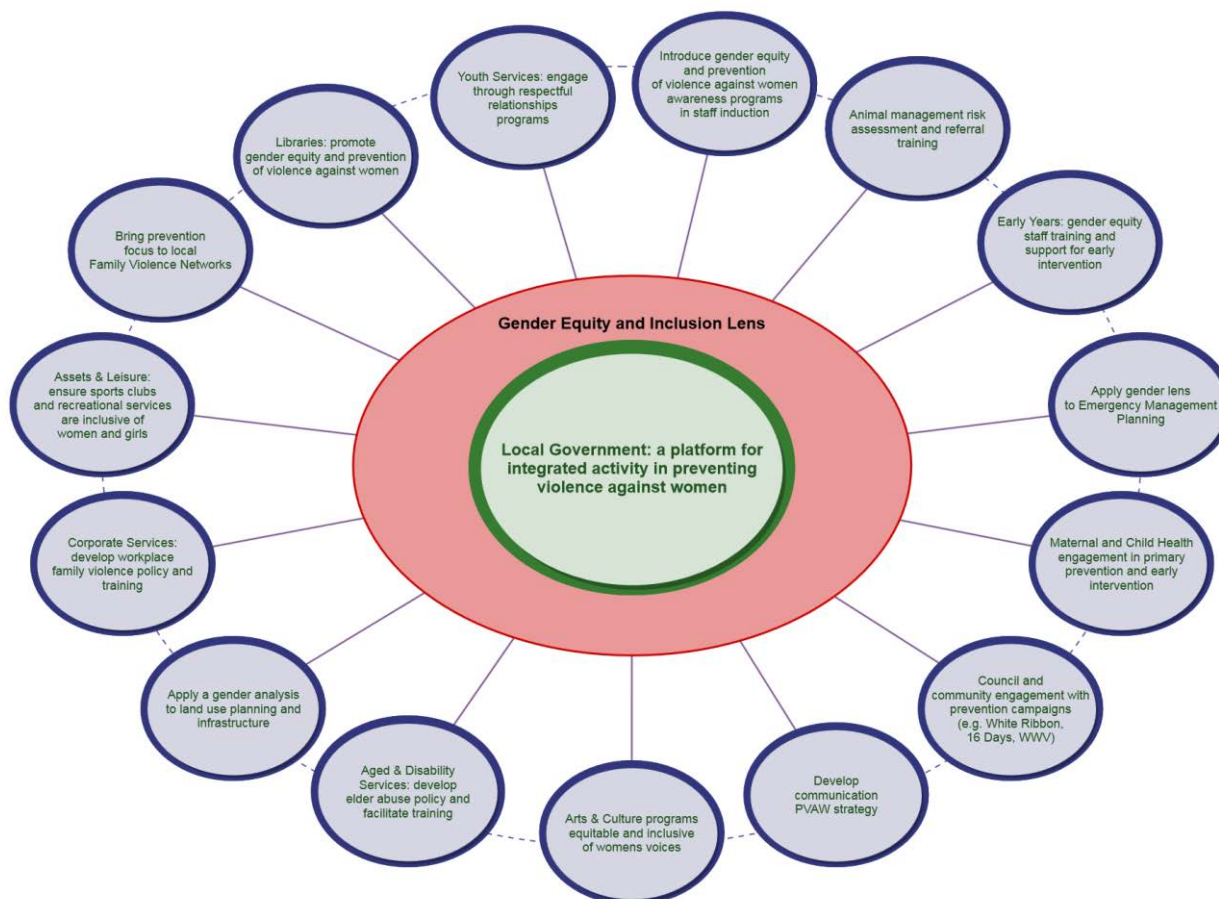 Introduce gender equity
and prevention
of violence against women
awareness programs
in staff induction
Animal management risk
assessment and referral
training
Early Years: gender equity
staff training and
support for early
intervention
Apply gender lens
to Emergency Management
Planning
Maternal and Child Health
engagement in primary
prevention and early
intervention
Council and
community engagement with
prevention campaigns
(e.g. White Ribbon,
16 Days, WWV)
Develop
communication
PVAW strategy
Arts & Culture programs
equitable and inclusive
of womens voices
Aged & Disability
Services: develop
elder abuse policy and
facilitate training
Apply a gender analysis
to land use planning and
infrastructure
Corporate Services:
develop workplace
family violence policy and
training
Assets & Leisure:
ensure sports clubs
and recreational services
are inclusive of
women and girls
Bring prevention
focus to local
Family Violence Networks
Libraries: promote
gender equity and prevention
of violence against women
Youth Services: engage
through respectful
relationships
programs
Gender Equity and Inclusion Lens
Local Government: a platform for
integrated activity in preventing
violence against women